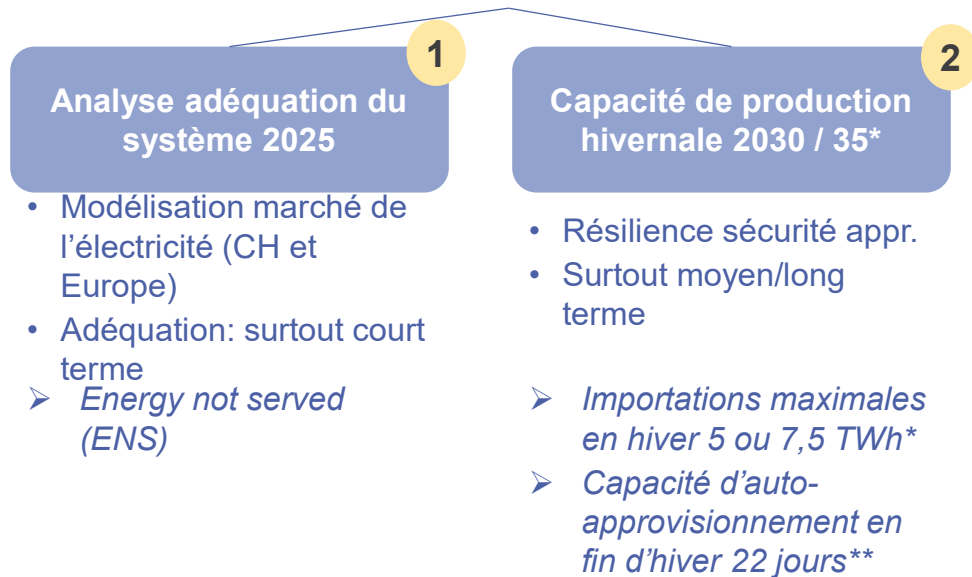 1
Analyse adéquation du
système 2025
• Modélisation marché de
l'électricité (CH et
Europe)
• Adéquation: surtout court
terme
➢ Energy not served
(ENS)
2
Capacité de production
hivernale 2030 / 35*
• Résilience sécurité appr.
• Surtout moyen/long
terme
➢ Importations maximales
en hiver 5 ou 7,5 TWh*
➢ Capacité d'auto-
approvisionnement en
fin d'hiver 22 jours**